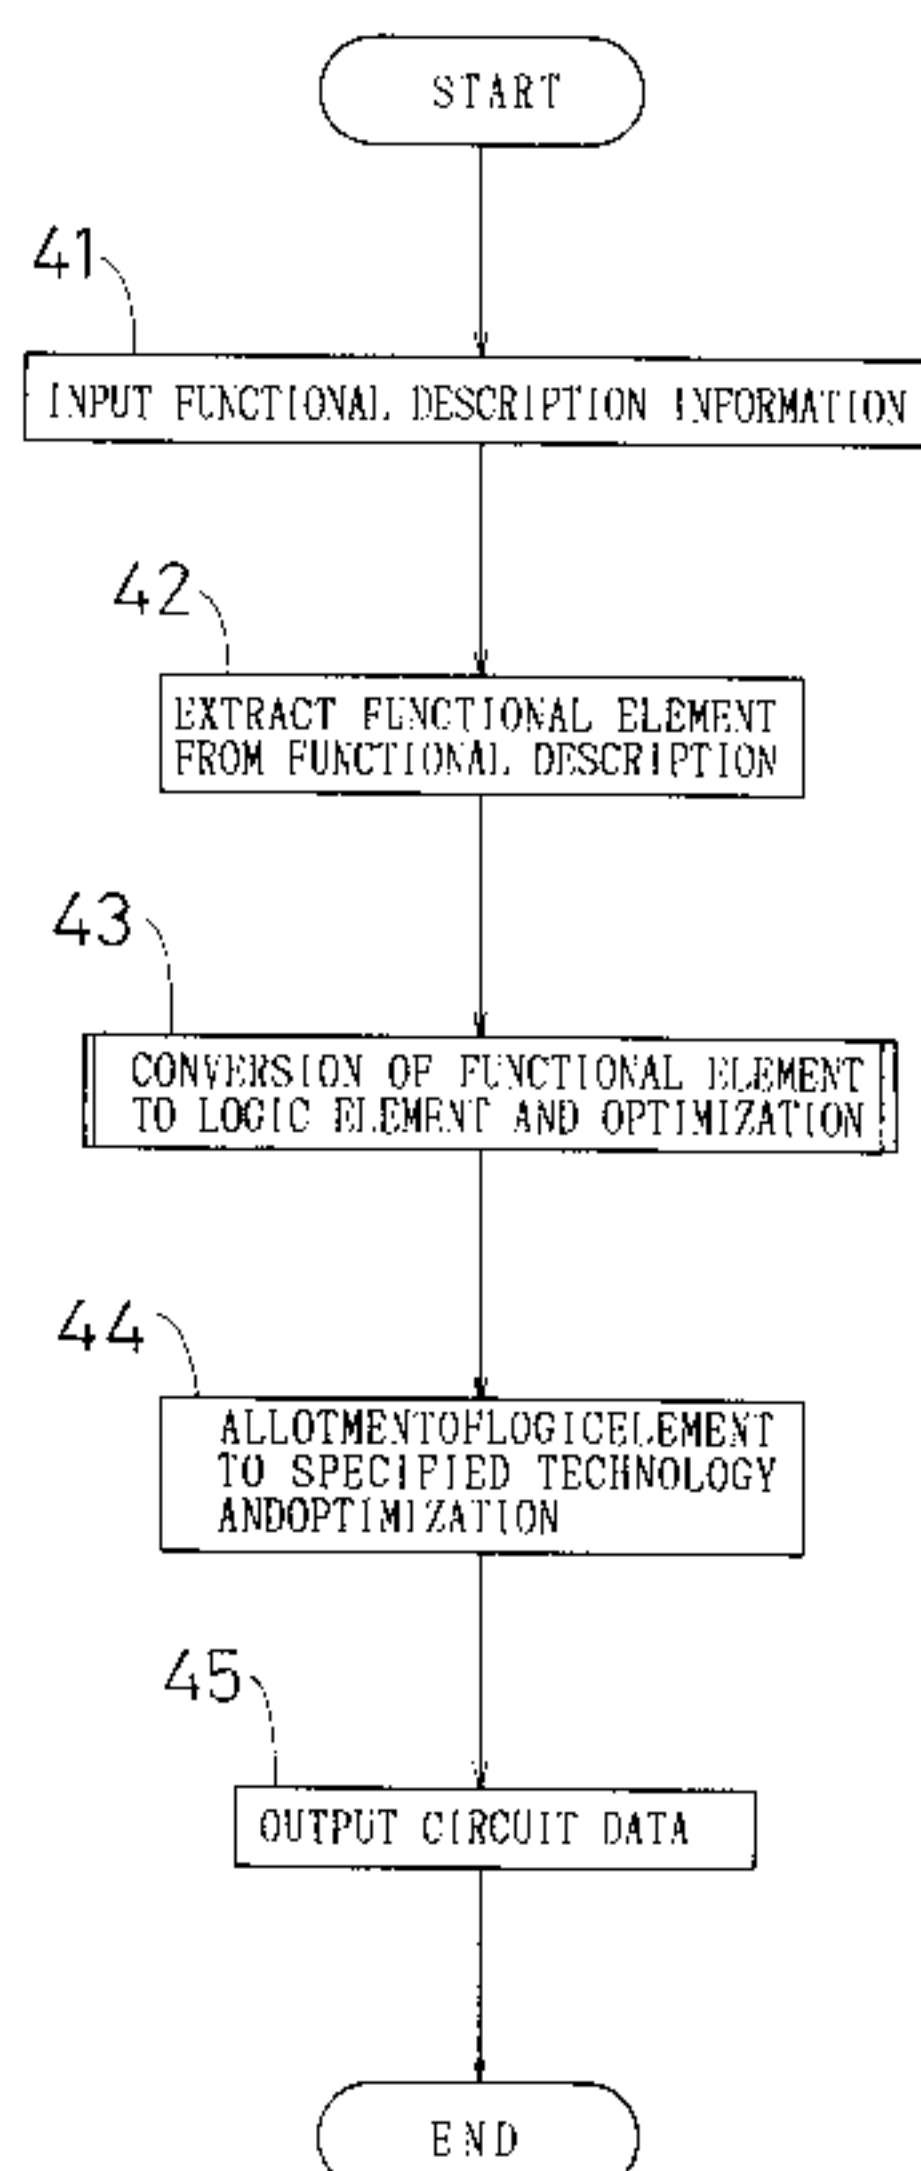 START
41
INPUT FUNCTIONAL DESCRIPTION INFORMATION
42
EXTRACT FUNCTIONAL ELEMENT
FROM FUNCTIONAL DESCRIPTION
43
CONVERSION OF FUNCTIONAL ELEMENT
TO LOGIC ELEMENT AND OPTIMIZATION
44
ALLOTMENTOFLOGICELEMENT
TO SPECIFIED TECHNOLOGY
ANDOPTIMIZATION
45
OUTPUT CIRCUIT DATA
END